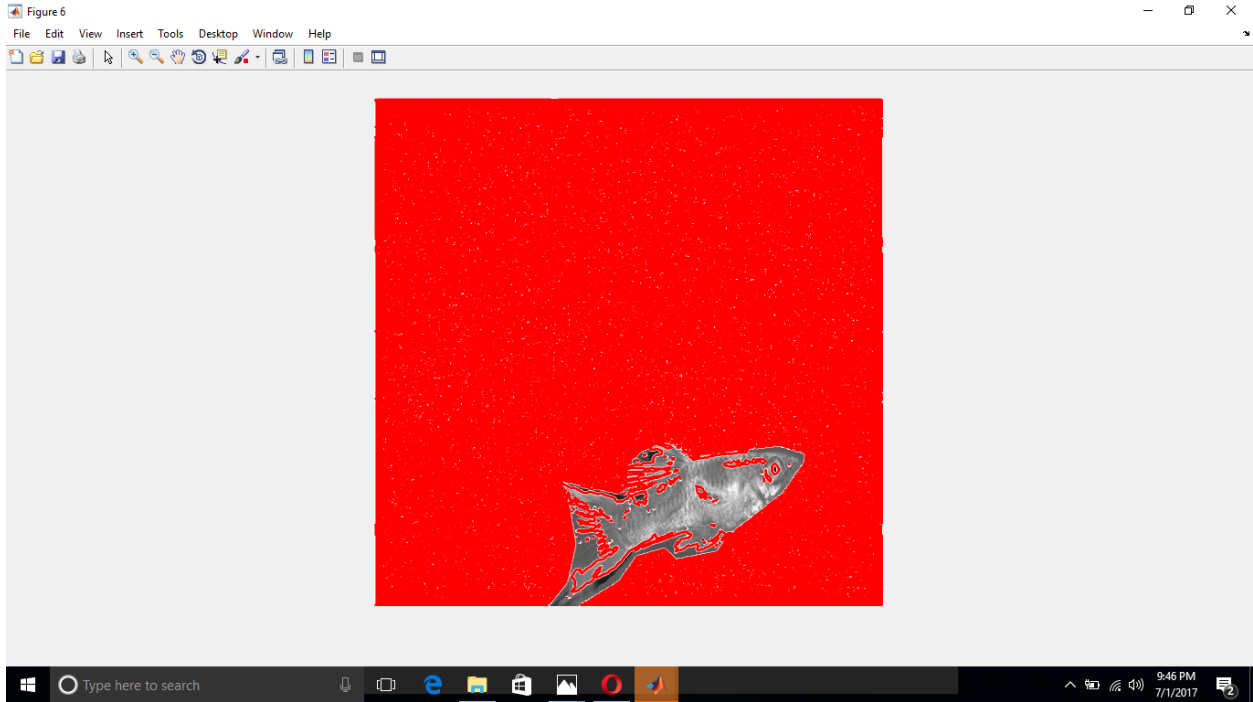 Figure 6
File Edit View Insert Tools Desktop Window Help
Type here to search
9:46 PM
7/1/2017
2